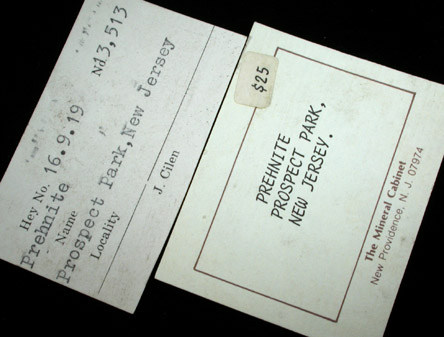 Hey No. 16.9.19 No13,513
Prehnite
Name
Prospect Park, New Jersey
Locality
J. Cilen
$25
PREHNITE
PROSPECT PARK,
NEW JERSEY.
The Mineral Cabinet
New Providence, N. J. 07974